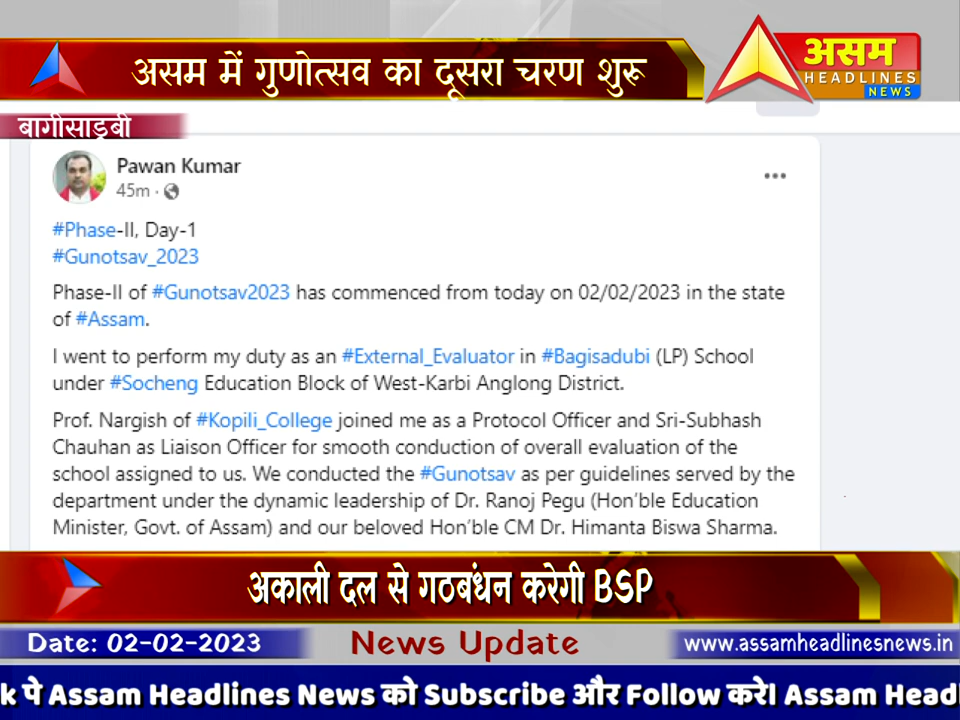 असम में गुणोत्सव का दूसरा चरण शुरू
असम
HEADLINES
NEWS
बागीसाडुबी
Pawan Kumar
45m
#Phase-II, Day-1
#Gunotsav_2023
Phase-II of #Gunotsav2023 has commenced from today on 02/02/2023 in the state
of #Assam.
I went to perform my duty as an #External_Evaluator in #Bagisadubi (LP) School
under #Socheng Education Block of West-Karbi Anglong District.
Prof. Nargish of #Kopili_College joined me as a Protocol Officer and Sri-Subhash
Chauhan as Liaison Officer for smooth conduction of overall evaluation of the
school assigned to us. We conducted the #Gunotsav as per guidelines served by the
department under the dynamic leadership of Dr. Ranoj Pegu (Hon'ble Education
Minister, Govt. of Assam) and our beloved Hon'ble CM Dr. Himanta Biswa Sharma.
अकाली दल से गठबंधन करेगी BSP
Date: 02-02-2023
News Update
www.assamheadlinesnews.in
k पे Assam Headlines News को Subscribe और Follow करें। Assam Headl